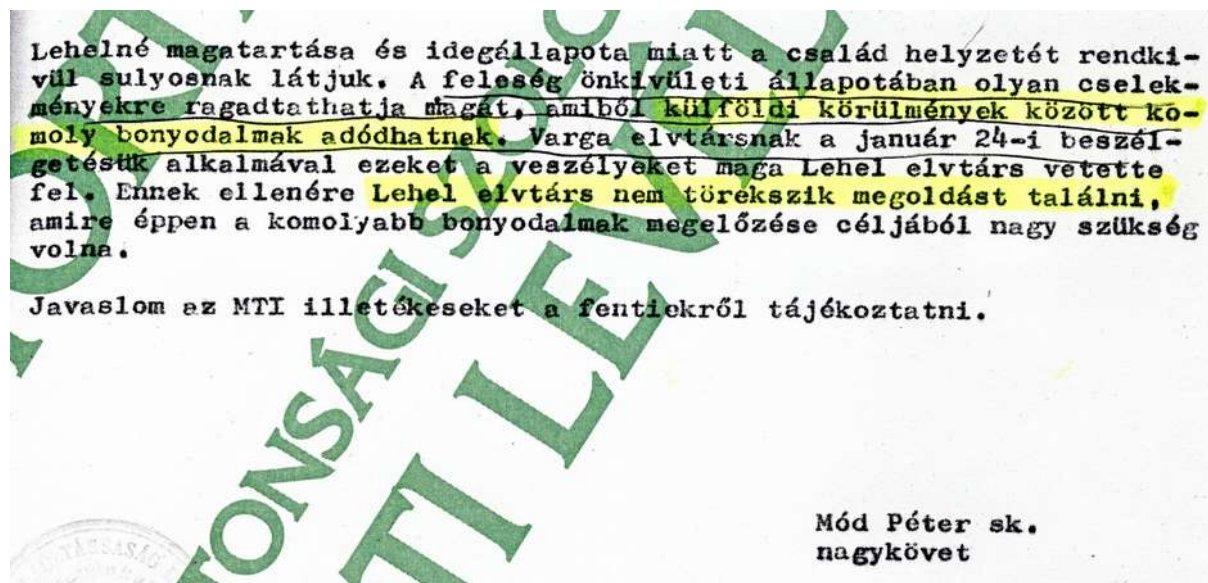 Lehelné magatartása és idegállapota miatt a család helyzetét rendki-
vül sulyosnak látjuk. A feleség önkivületi állapotában olyan cselek-
ményekre ragadtathatja magát, amiből külföldi körülmények között ko-
moly bonyodalmak adódhatnak. Varga elvtársnak a január 24-i beszél-
getésük alkalmával ezeket a veszélyeket maga Lehel elvtárs vetette
fel. Ennek ellenére Lehel elvtárs nem törekszik megoldást találni,
amire éppen a komolyabb bonyodalmak megelőzése céljából nagy szükség
volna.
Javaslom az MTI illetékeseket a fentiekről tájékoztatni.
Mód Péter sk.
nagykövet